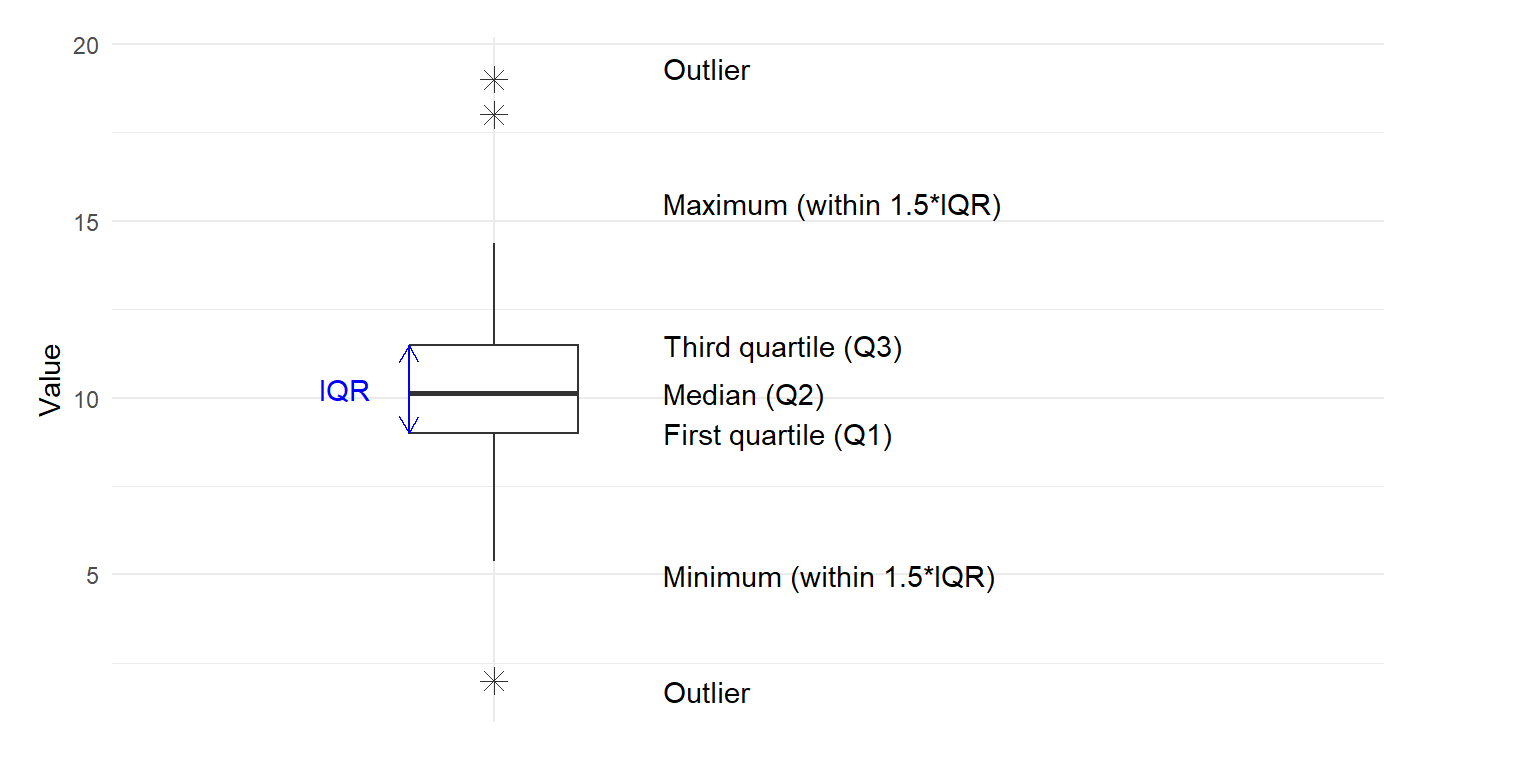 20
Outlier
Maximum (within 1.5*IQR)
15
Third quartile (Q3)
Value
IQR
10
Median (Q2)
First quartile (Q1)
5
Minimum (within 1.5*IQR)
Outlier